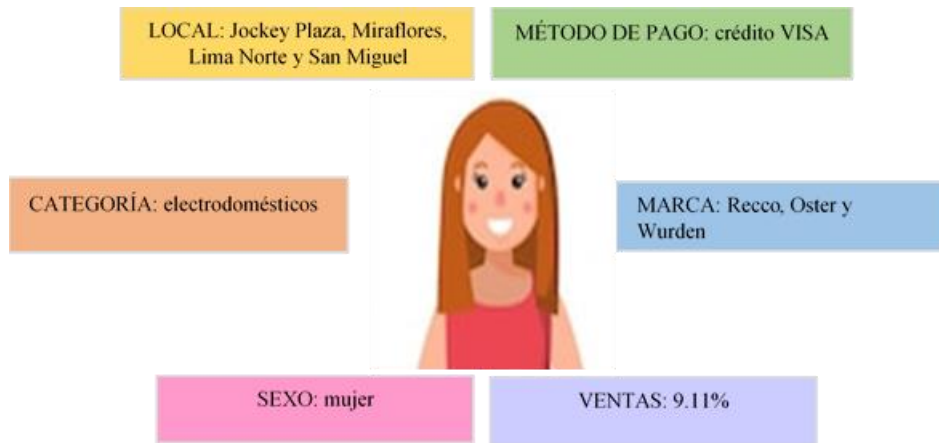 LOCAL: Jockey Plaza, Miraflores,
Lima Norte y San Miguel
MÉTODO DE PAGO: crédito VISA
CATEGORÍA: electrodomésticos
MARCA: Recco, Oster y
Wurden
SEXO: mujer
VENTAS: 9.11%